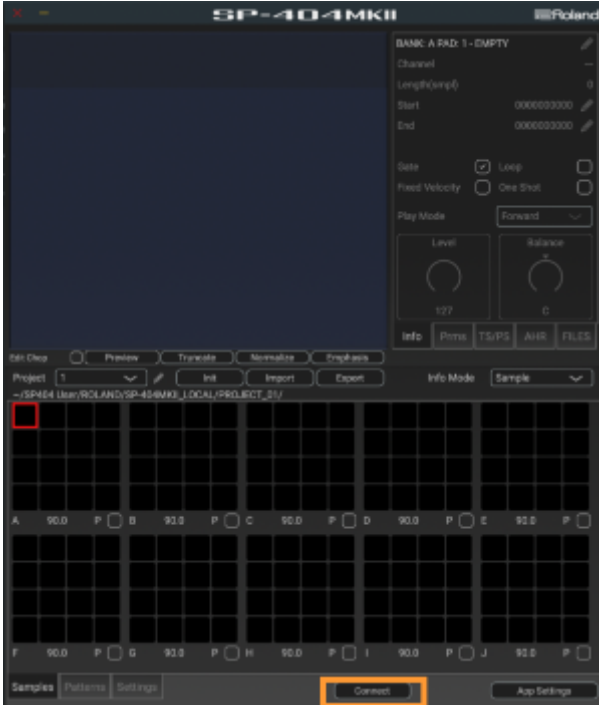 SP-404MKII Roland
BANK: A PAD: 1 - EMPTY
Channel --
Length(smpl) 0
Start 0000000000
End 0000000000
Gate Loop
Fixed Velocity One Shot
Play Mode Forward
Level Balance
127 C
Info Prms TS/PS AHR FILES
Edit Chop Preview Truncate Normalize Emphasis
Project 1 Init Import Export Info Mode Sample
~/SP404 User/ROLAND/SP-404MKII_LOCAL/PROJECT_01/
A 90.0 P B 90.0 P C 90.0 P D 90.0 P E 90.0 P
F 90.0 P G 90.0 P H 90.0 P I 90.0 P J 90.0 P
Samples Patterns Settings Connect App Settings